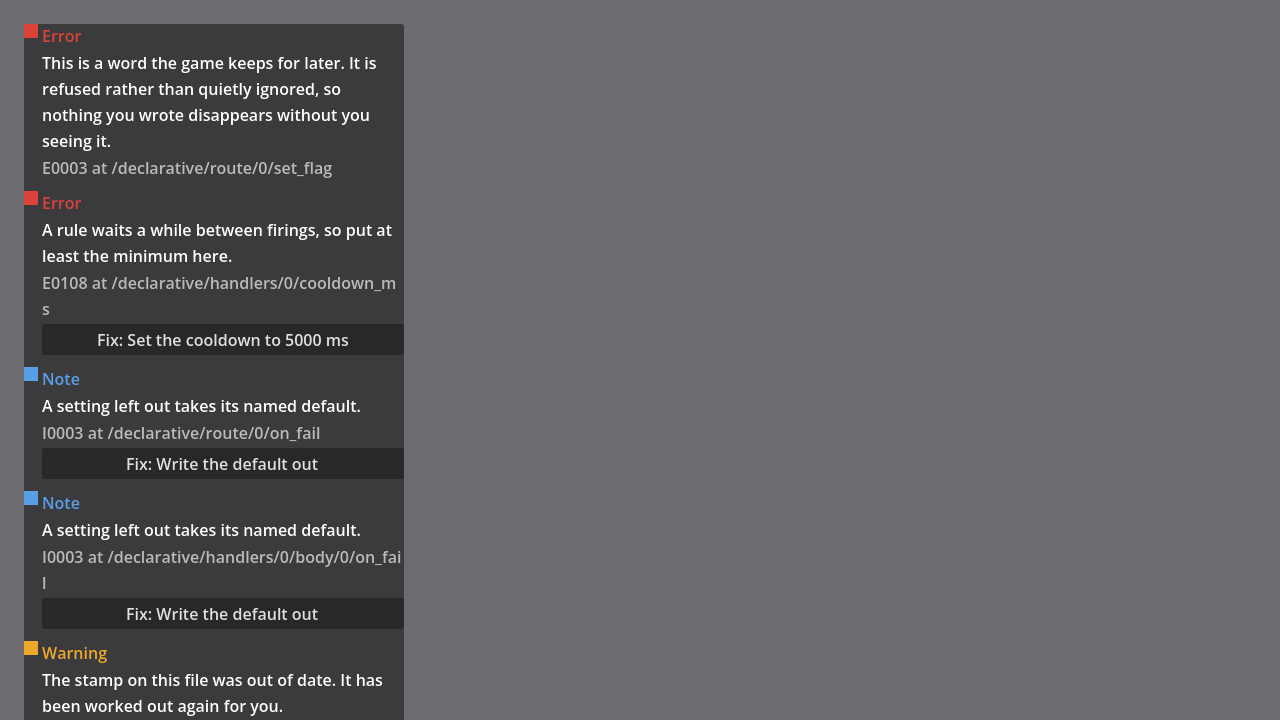 Error
This is a word the game keeps for later. It is
refused rather than quietly ignored, so
nothing you wrote disappears without you
seeing it.
E0003 at /declarative/route/0/set_flag
Error
A rule waits a while between firings, so put at
least the minimum here.
E0108 at /declarative/handlers/0/cooldown_m
s
Fix: Set the cooldown to 5000 ms
Note
A setting left out takes its named default.
I0003 at /declarative/route/0/on_fail
Fix: Write the default out
Note
A setting left out takes its named default.
I0003 at /declarative/handlers/0/body/0/on_fai
l
Fix: Write the default out
Warning
The stamp on this file was out of date. It has
been worked out again for you.